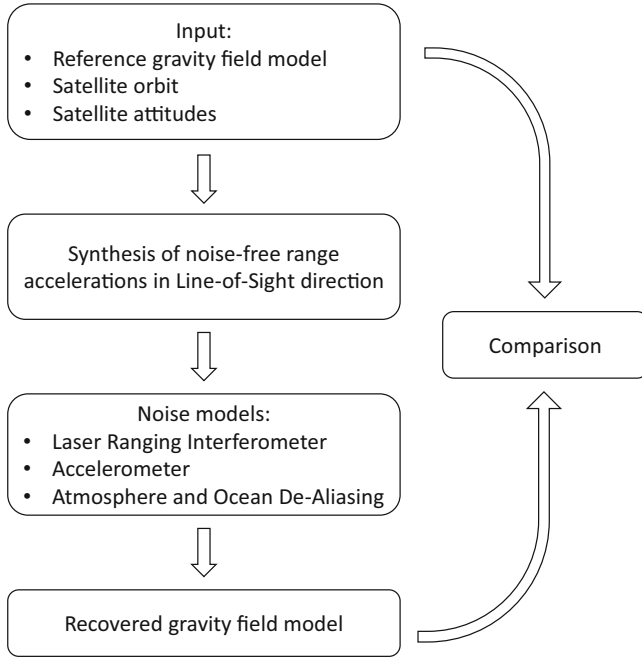 Input:
• Reference gravity field model
• Satellite orbit
• Satellite attitudes
Synthesis of noise-free range
accelerations in Line-of-Sight direction
Comparison
Noise models:
• Laser Ranging Interferometer
• Accelerometer
• Atmosphere and Ocean De-Aliasing
Recovered gravity field model